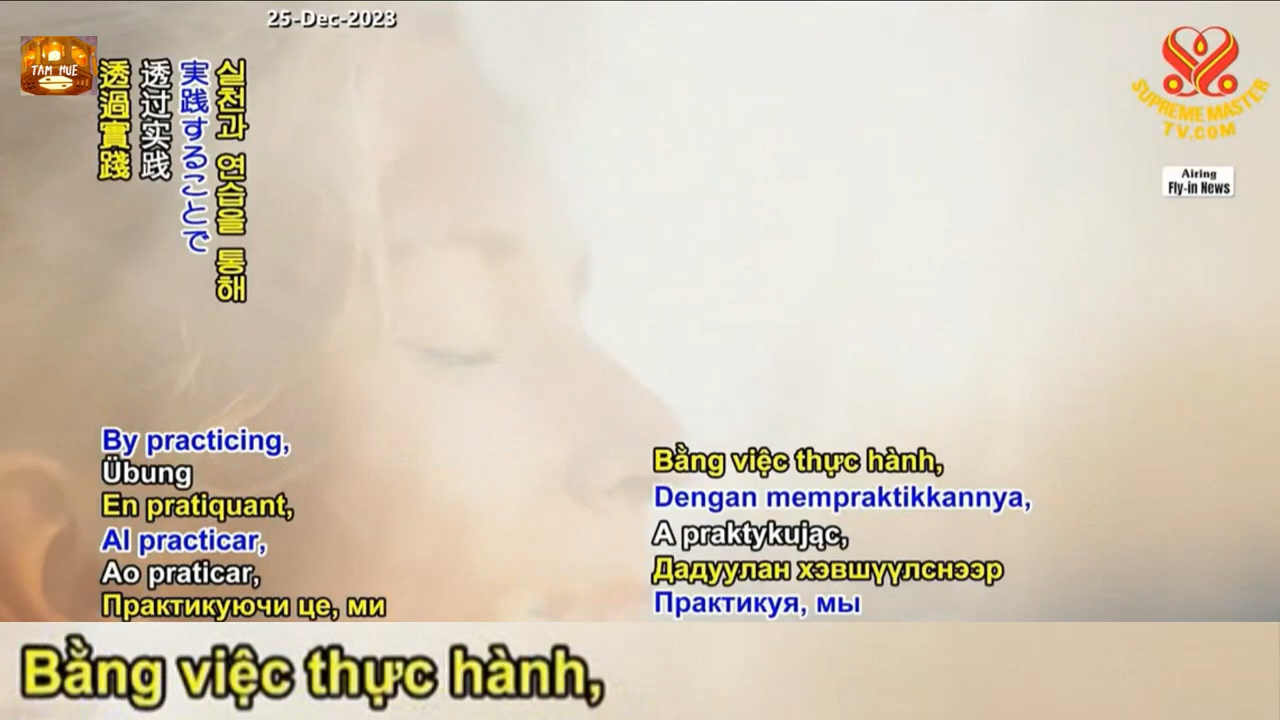 25-Dec-2023
TAM HUE
SUPREME MASTER
TV.COM
Airing
Fly-in News
실천과 연습을 통해
実践することで
透过实践
透過實踐
By practicing,
Übung
En pratiquant,
Al practicar,
Ao praticar,
Практикуючи це, ми
Bằng việc thực hành,
Dengan mempraktikkannya,
A praktykując,
Дадуулан хэвшүүлснээр
Практикуя, мы
Bằng việc thực hành,